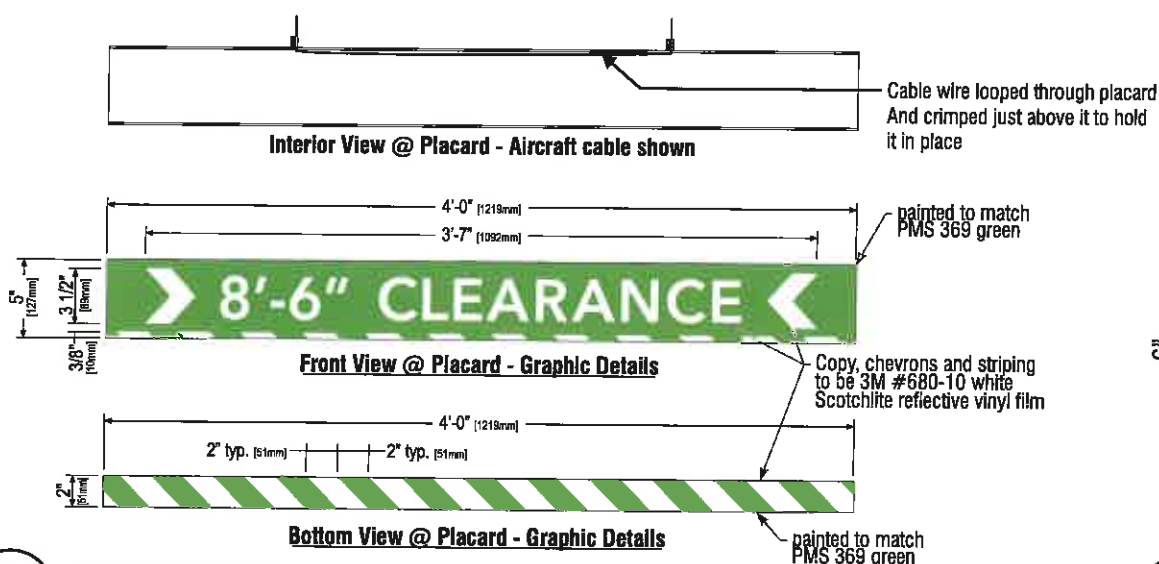 Cable wire looped through placard
And crimped just above it to hold
it in place
Interior View @ Placard - Aircraft cable shown
4'-0" [1219mm]
3'-7" [1092mm]
painted to match
PMS 369 green
5"
[127mm]
3 1/2"
[89mm]
3/8"
[10mm]
8'-6" CLEARANCE
Front View @ Placard - Graphic Details
Copy, chevrons and striping
to be 3M #680-10 white
Scotchlite reflective vinyl film
4'-0" [1219mm]
2" typ. [51mm]
2" typ. [51mm]
2"
[51mm]
Bottom View @ Placard - Graphic Details
painted to match
PMS 369 green